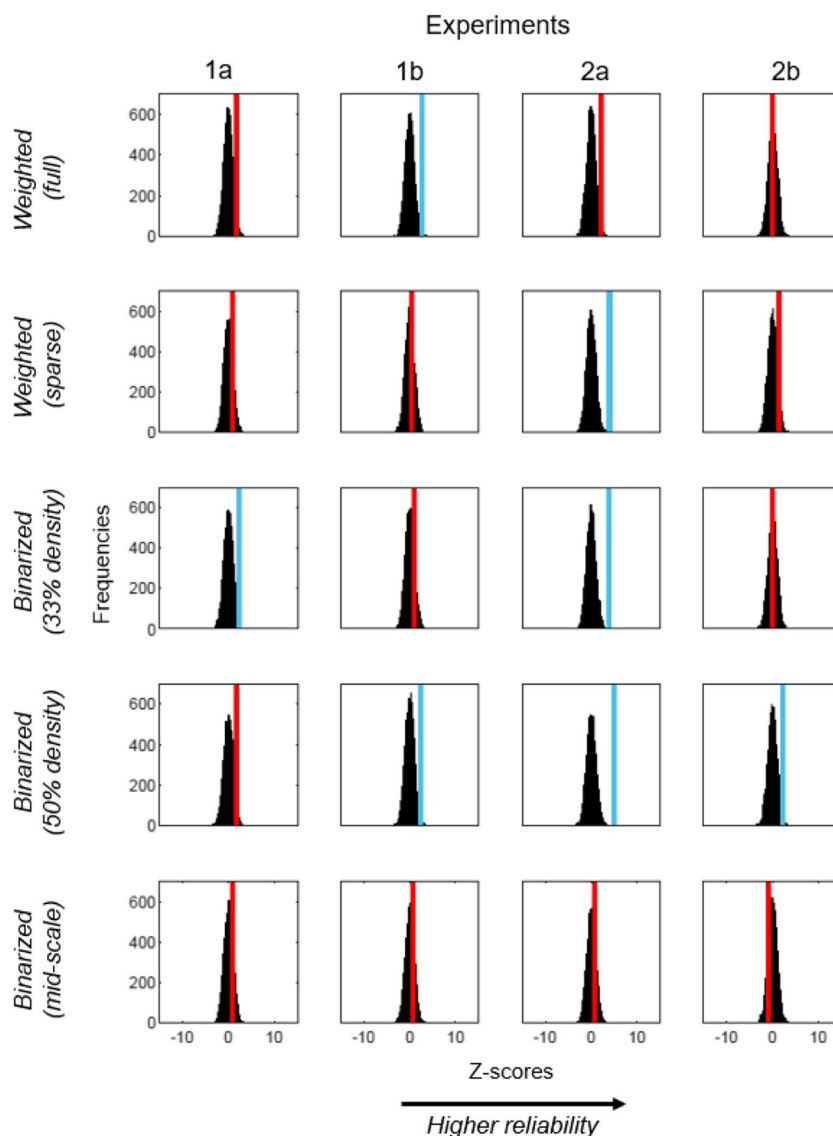 Experiments
1a 1b 2a 2b
Weighted
(full)
600
400
200
0
Weighted
(sparse)
600
400
200
0
Binarized
(33% density)
Frequencies
600
400
200
0
Binarized
(50% density)
600
400
200
0
Binarized
(mid-scale)
600
400
200
0
-10 0 10 -10 0 10 -10 0 10 -10 0 10
Z-scores
Higher reliability